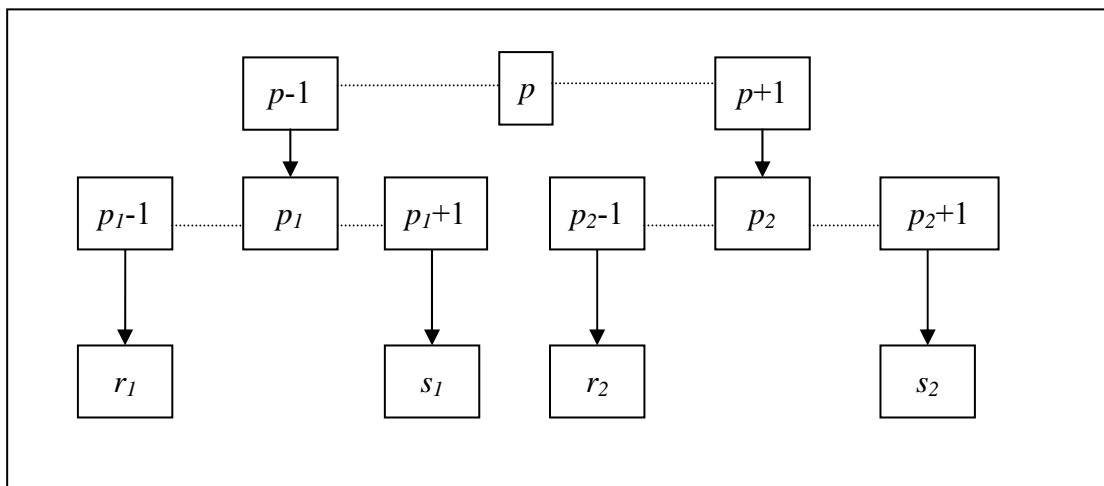 p-1 p p+1
p₁-1 p₁ p₁+1 p₂-1 p₂ p₂+1
r₁ s₁ r₂ s₂